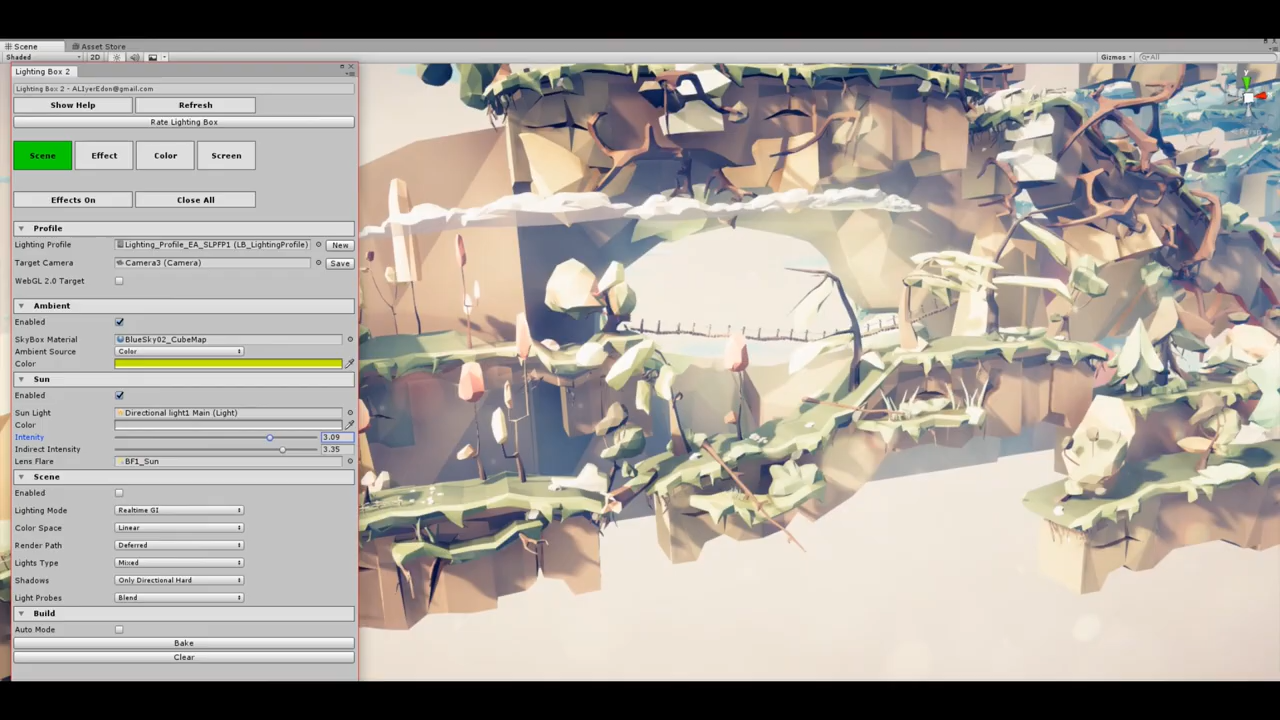 Scene
Asset Store
Shaded
2D
Gizmos
All
Lighting Box 2
Lighting Box 2 - ALIyerEdon@gmail.com
Show Help
Refresh
Rate Lighting Box
Scene
Effect
Color
Screen
Effects On
Close All
Profile
Lighting Profile
Lighting_Profile_EA_SLPFP1 (LB_LightingProfile)
New
Target Camera
Camera3 (Camera)
Save
WebGL 2.0 Target
Ambient
Enabled
SkyBox Material
BlueSky02_CubeMap
Ambient Source
Color
Color
Sun
Enabled
Sun Light
Directional light1 Main (Light)
Color
Intenity
3.09
Indirect Intensity
3.35
Lens Flare
BF1_Sun
Scene
Enabled
Lighting Mode
Realtime GI
Color Space
Linear
Render Path
Deferred
Lights Type
Mixed
Shadows
Only Directional Hard
Light Probes
Blend
Build
Auto Mode
Bake
Clear